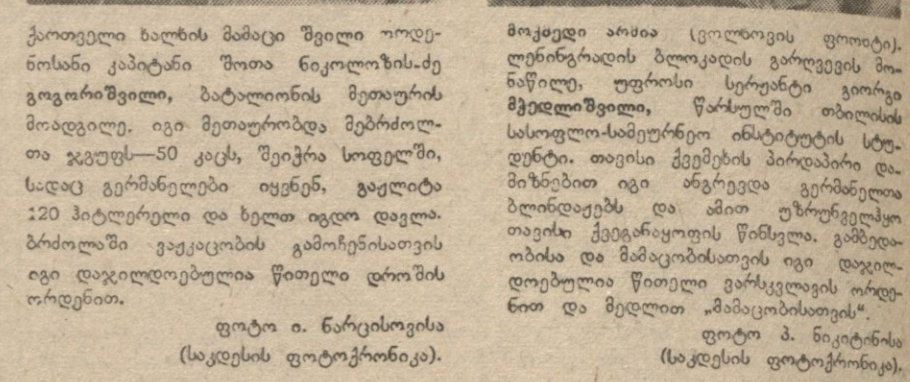 ქართველი ხალხის მამაცი შვილი ორდე-
ნოსანი კაპიტანი შოთა ნიკოლოზის-ძე
გოგორიშვილი, ბატალიონის მეთაურის
მოადგილე. იგი მეთაურობდა მებრძოლ-
თა ჯგუფს—50 კაცს, შეიჭრა სოფელში,
სადაც გერმანელები იყვნენ, გაჟლიტა
120 ჰიტლერელი და ხელთ იგდო დავლა.
ბრძოლაში ვაჟკაცობის გამოჩენისათვის
იგი დაჯილდოებულია წითელი დროშის
ორდენით.
ფოტო ი. ნარცისოვისა
(საკდესის ფოტოქრონიკა).
მოქმედი არმია (ვოლხოვის ფრონტი).
ლენინგრადის ბლოკადის გარღვევის მო-
ნაწილე, უფროსი სერჟანტი გიორგი
მჭედლიშვილი, წარსულში თბილისის
სასოფლო-სამეურნეო ინსტიტუტის სტუ-
დენტი. თავისი ქვემეხის პირდაპირი და-
მიზნებით იგი ანგრევდა გერმანელთა
ბლინდაჟებს და ამით უზრუნველჰყო
თავისი ქვეგანაყოფის წინსვლა. გამბედა-
ობისა და მამაცობისათვის იგი დაჯილ-
დოებულია წითელი ვარსკვლავის ორდე-
ნით და მედლით „მამაცობისათვის“.
ფოტო პ. ნიკიტინისა
(საკდესის ფოტოქრონიკა).